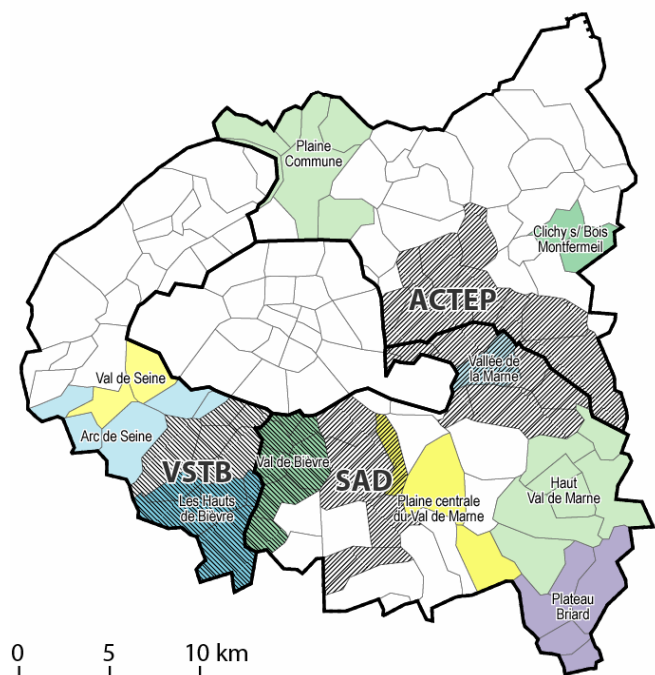 Plaine
Commune
Clichy s/ Bois
Montfermeil
ACTEP
Vallée de
la Marne
Val de Seine
Arc de Seine
VSTB
Val de Bièvre
SAD
Les Hauts
de Bièvre
Plaine centrale
du Val de Marne
Haut
Val de Marne
Plateau
Briard
0 5 10 km